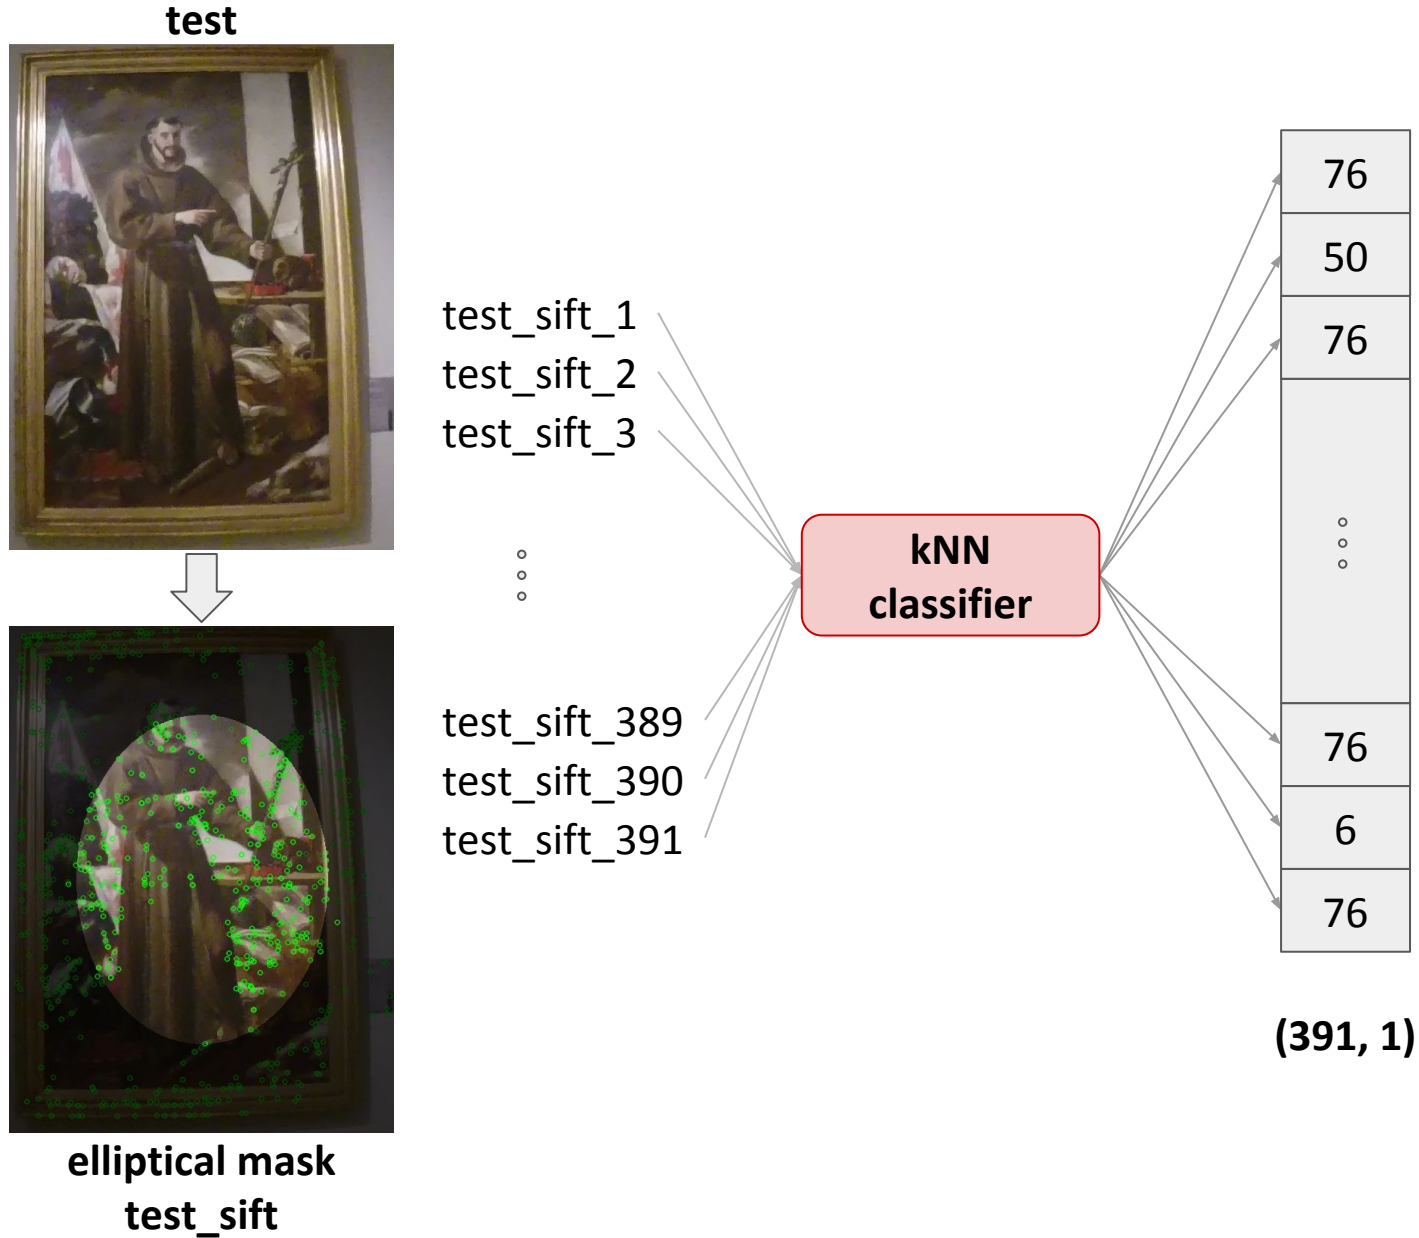 test
test_sift_1
test_sift_2
test_sift_3
test_sift_389
test_sift_390
test_sift_391
kNN
classifier
76
50
76
76
6
76
(391, 1)
elliptical mask
test_sift